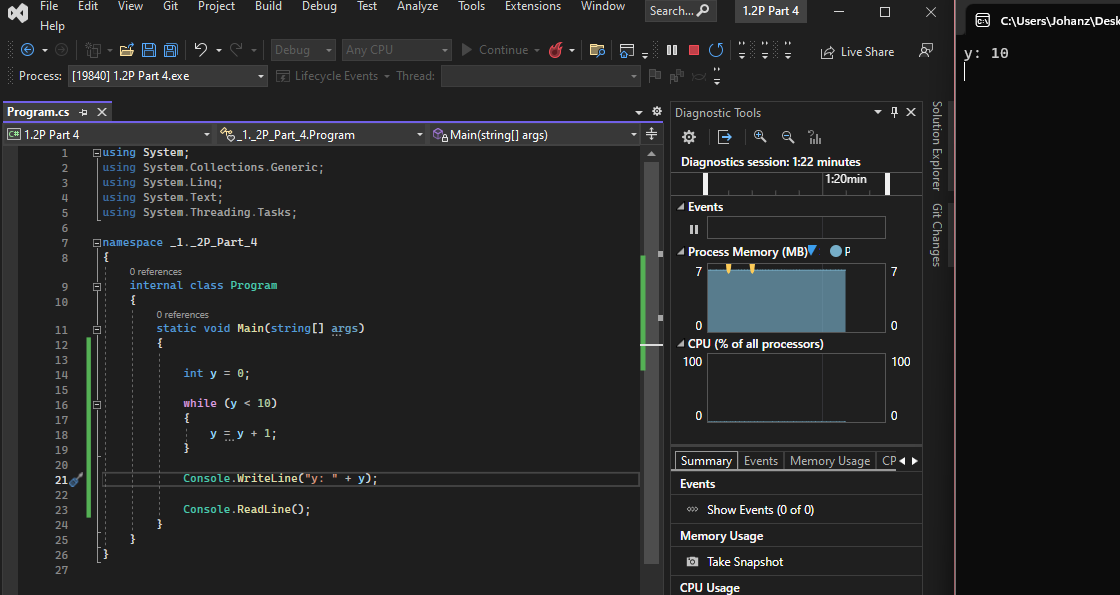 File Edit View Git Project Build Debug Test Analyze Tools Extensions Window Search... 1.2P Part 4
Help
Debug Any CPU Continue Live Share
Process: [19840] 1.2P Part 4.exe Lifecycle Events Thread:
Program.cs
C# 1.2P Part 4 _1._2P_Part_4.Program Main(string[] args)
1 using System;
2 using System.Collections.Generic;
3 using System.Linq;
4 using System.Text;
5 using System.Threading.Tasks;
6
7 namespace _1._2P_Part_4
8 {
0 references
9 internal class Program
10 {
0 references
11 static void Main(string[] args)
12 {
13
14 int y = 0;
15
16 while (y < 10)
17 {
18 y = y + 1;
19 }
20
21 Console.WriteLine("y: " + y);
22
23 Console.ReadLine();
24 }
25 }
26 }
27
Diagnostic Tools
Diagnostics session: 1:22 minutes
1:20min
Events
Process Memory (MB) P
7 7
0 0
CPU (% of all processors)
100 100
0 0
Summary Events Memory Usage CP
Events
Show Events (0 of 0)
Memory Usage
Take Snapshot
CPU Usage
Solution Explorer
Git Changes
C:\Users\Johanz\Desk
y: 10